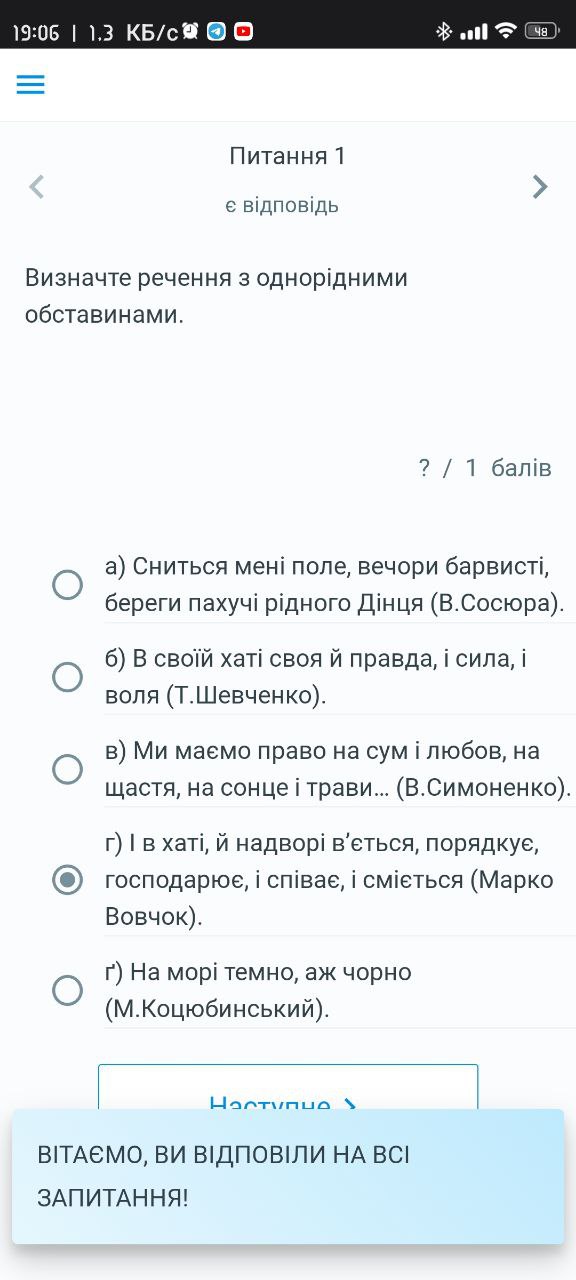 19:06 | 1.3 КБ/с 48
Питання 1
є відповідь
Визначте речення з однорідними
обставинами.
? / 1 балів
а) Сниться мені поле, вечори барвисті,
береги пахучі рідного Дінця (В.Сосюра).
б) В своїй хаті своя й правда, і сила, і
воля (Т.Шевченко).
в) Ми маємо право на сум і любов, на
щастя, на сонце і трави... (В.Симоненко).
г) І в хаті, й надворі в’ється, порядкує,
господарює, і співає, і сміється (Марко
Вовчок).
ґ) На морі темно, аж чорно
(М.Коцюбинський).
Наступне
ВІТАЄМО, ВИ ВІДПОВІЛИ НА ВСІ
ЗАПИТАННЯ!